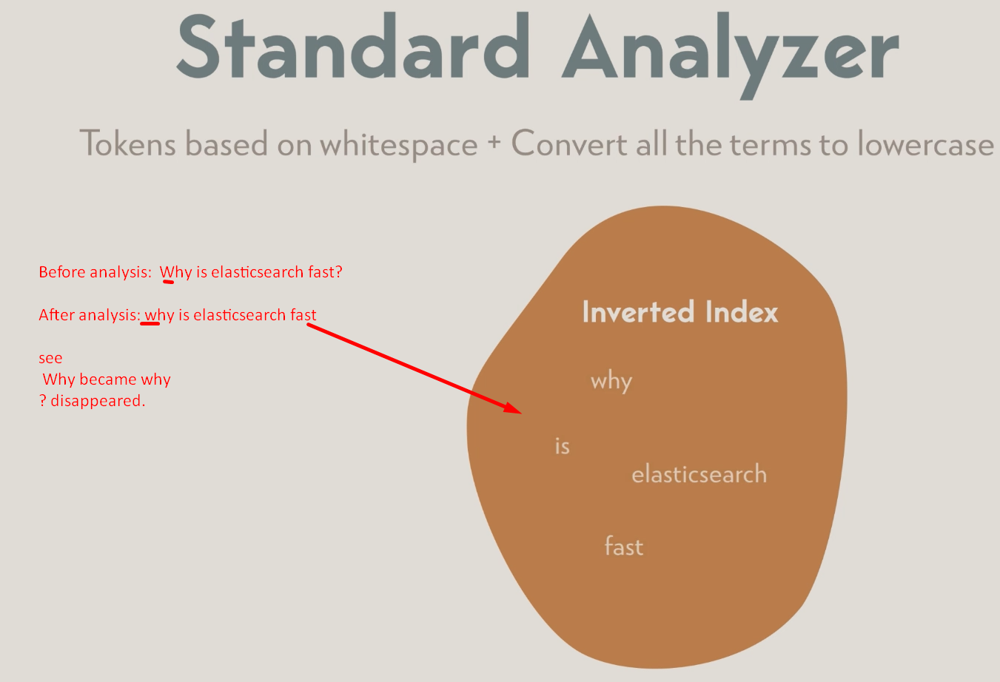 Standard Analyzer
Tokens based on whitespace + Convert all the terms to lowercase
Before analysis: Why is elasticsearch fast?
After analysis: why is elasticsearch fast
see
Why became why
? disappeared.
Inverted Index
why
is
elasticsearch
fast